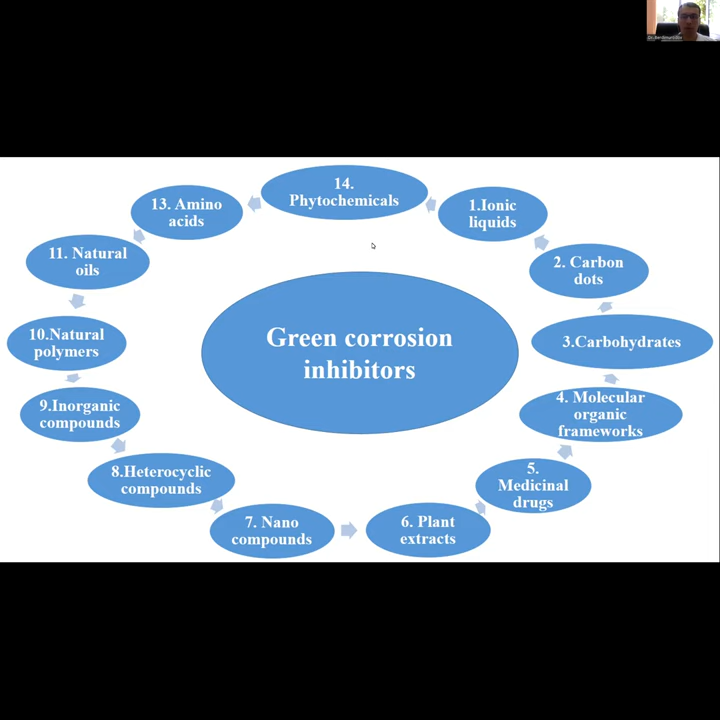 14.
Phytochemicals
1.Ionic
liquids
2. Carbon
dots
3.Carbohydrates
4. Molecular
organic
frameworks
5.
Medicinal
drugs
6. Plant
extracts
7. Nano
compounds
8.Heterocyclic
compounds
9.Inorganic
compounds
10.Natural
polymers
11. Natural
oils
13. Amino
acids
Green corrosion
inhibitors